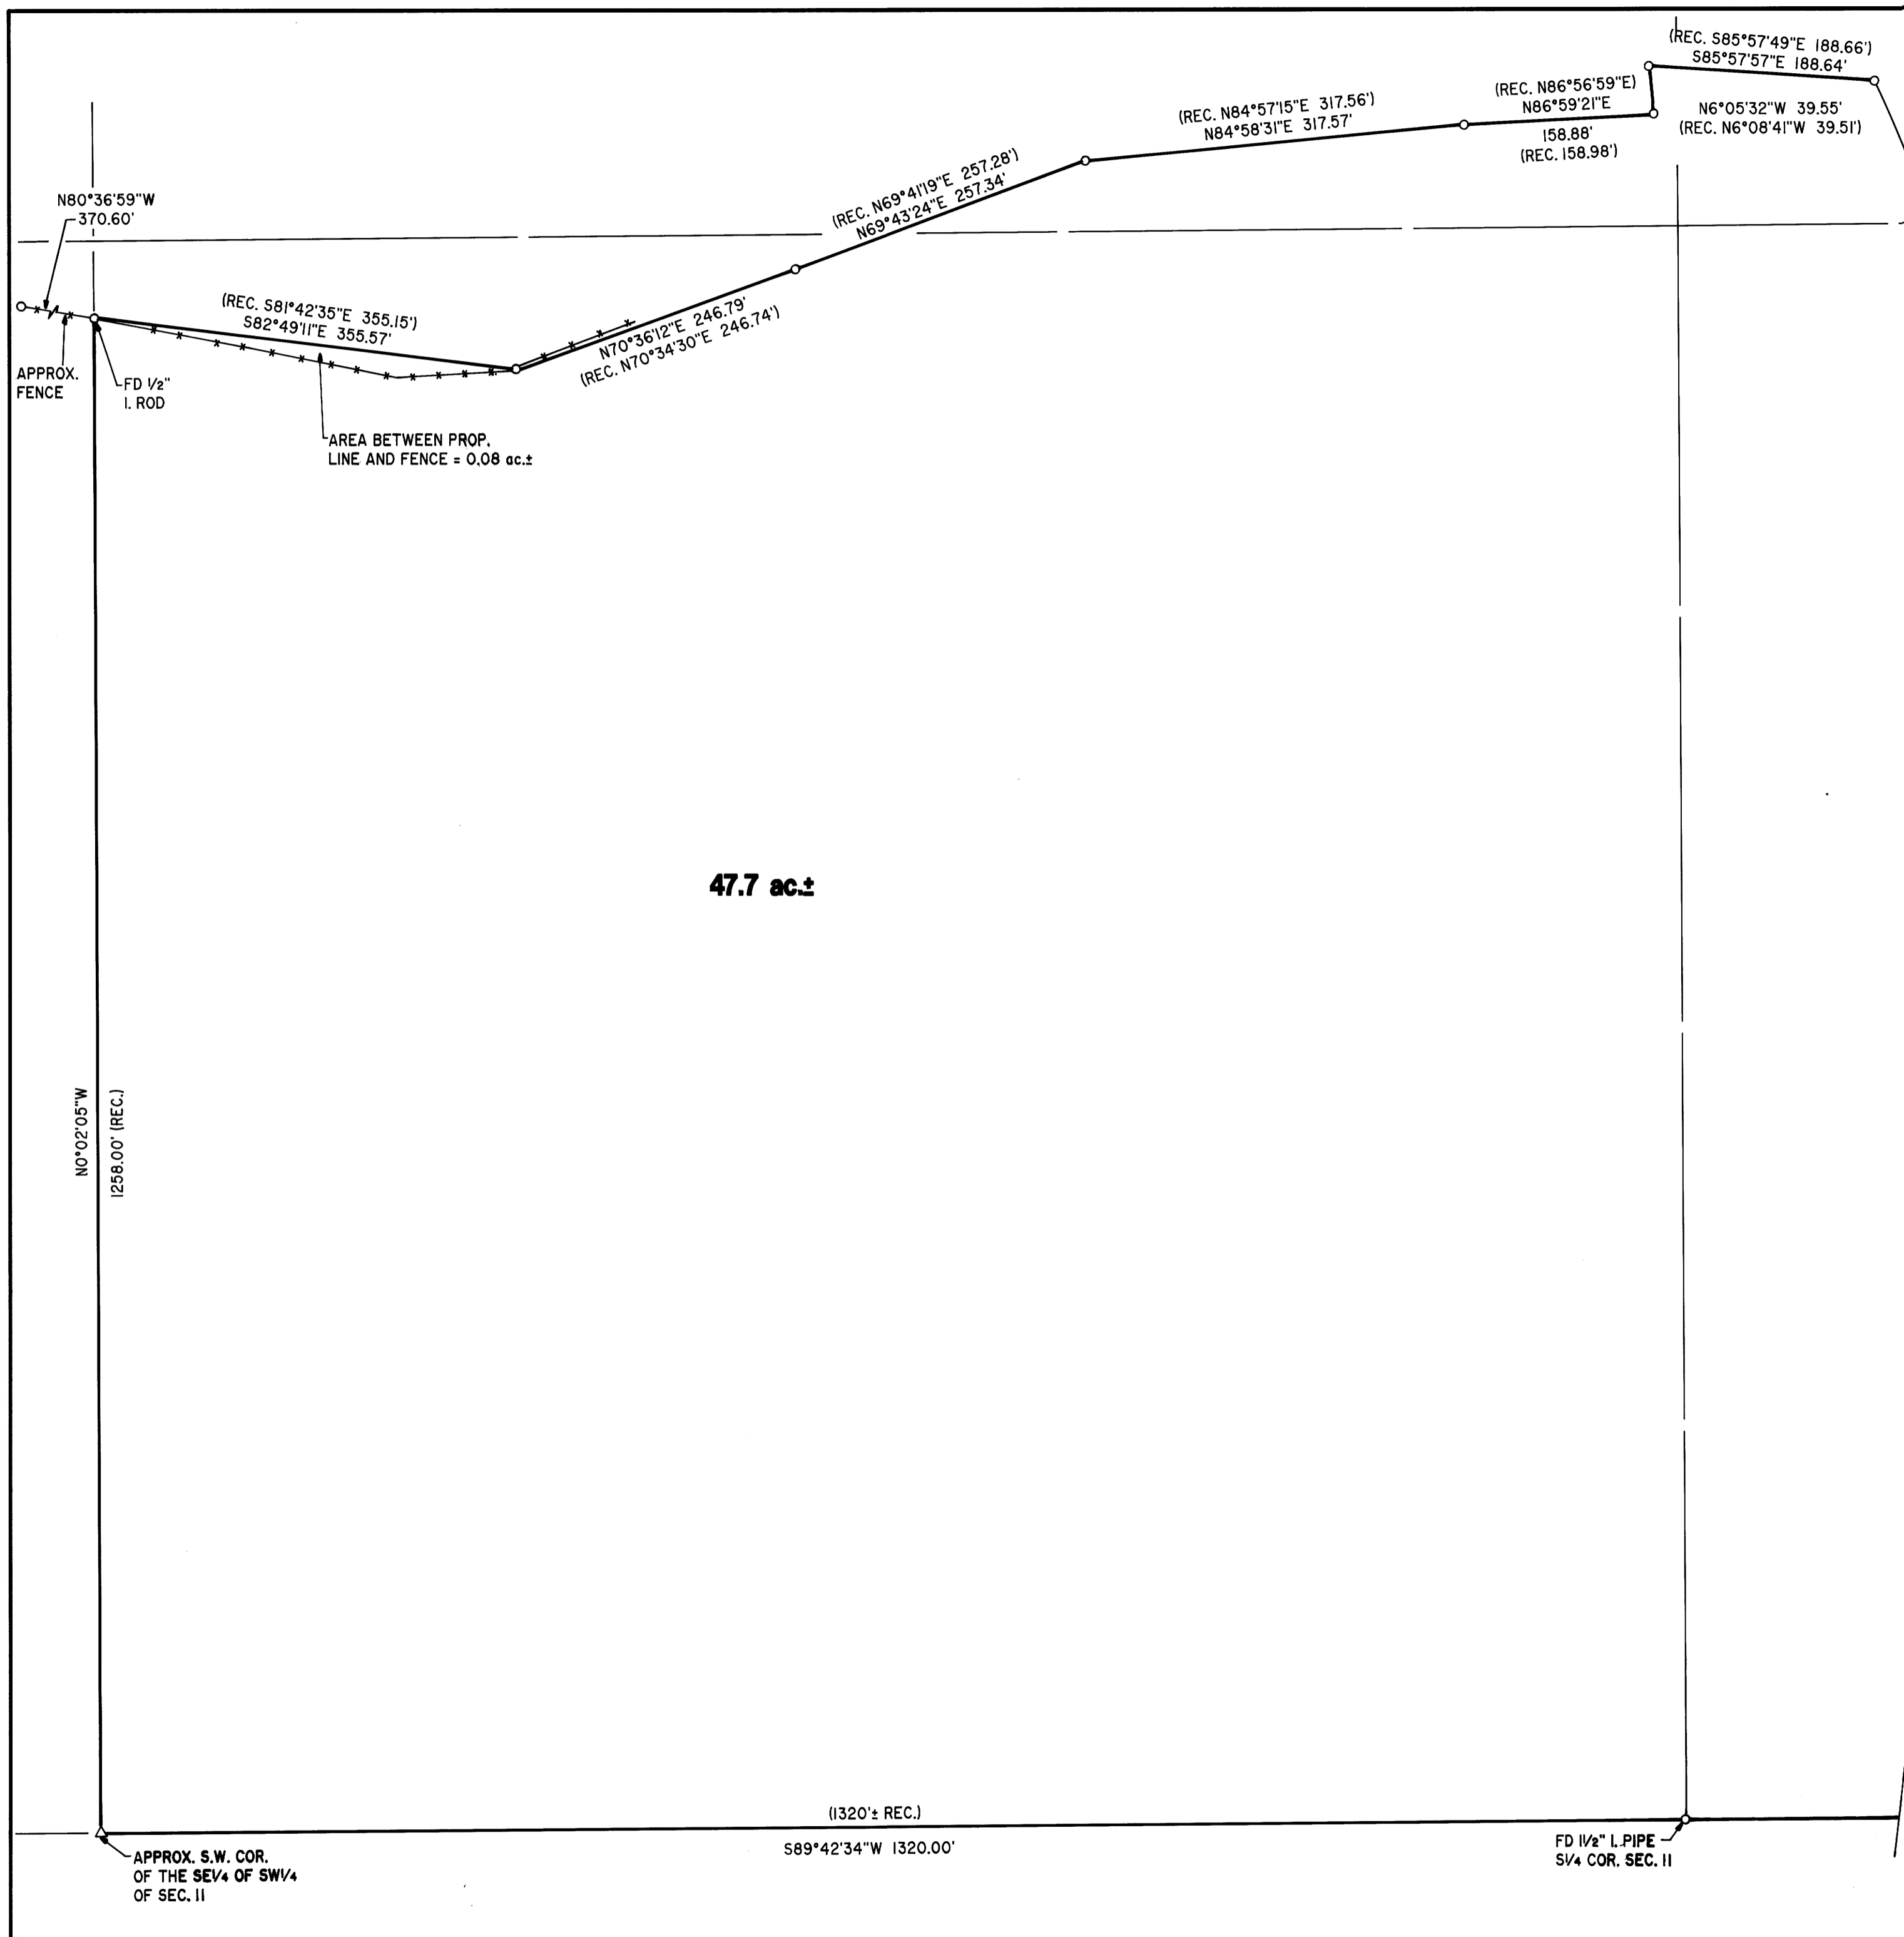 (REC. S85°57'49"E 188.66')
S85°57'57"E 188.64'
(REC. N86°56'59"E)
N86°59'21"E
158.88'
(REC. 158.98')
N6°05'32"W 39.55'
(REC. N6°08'41"W 39.51')
(REC. N84°57'15"E 317.56')
N84°58'31"E 317.57'
(REC. N69°41'19"E 257.28')
N69°43'24"E 257.34'
N80°36'59"W
370.60'
(REC. S81°42'35"E 355.15')
S82°49'11"E 355.57'
N70°36'12"E 246.79'
(REC. N70°34'30"E 246.74')
APPROX.
FENCE
FD 1/2"
I. ROD
AREA BETWEEN PROP.
LINE AND FENCE = 0.08 ac.±
47.7 ac.±
N0°02'05"W
1258.00' (REC.)
(1320'± REC.)
S89°42'34"W 1320.00'
FD 1 1/2" I. PIPE
S1/4 COR. SEC. 11
APPROX. S.W. COR.
OF THE SE1/4 OF SW1/4
OF SEC. 11